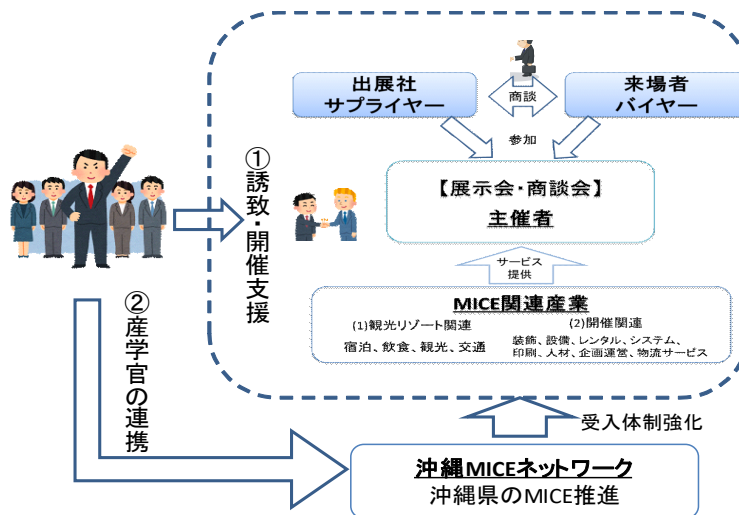 出展社
サプライヤー
商談
来場者
バイヤー
参加
①誘致・開催支援
【展示会・商談会】
主催者
サービス
提供
MICE関連産業
(1)観光リゾート関連
宿泊、飲食、観光、交通
(2)開催関連
装飾、設備、レンタル、システム、
印刷、人材、企画運営、物流サービス
②産学官の連携
受入体制強化
沖縄MICEネットワーク
沖縄県のMICE推進